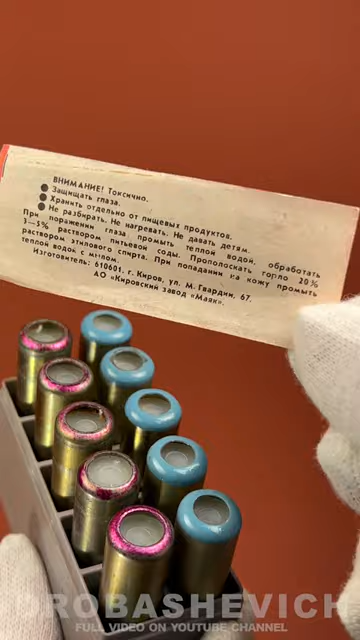 ВНИМАНИЕ! Токсично.
● Защищать глаза.
● Хранить отдельно от пищевых продуктов.
● Не разбирать. Не нагревать. Не давать детям.
При поражении глаза промыть теплой водой, обработать
3—5% раствором питьевой соды. Прополоскать горло 20%
раствором этилового спирта. При попадании на кожу промыть
теплой водой с мылом.
Изготовитель: 610601, г. Киров, ул. М. Гвардии, 67,
АО «Кировский завод «Маяк».
PROBASHEVICH
FULL VIDEO ON YOUTUBE CHANNEL